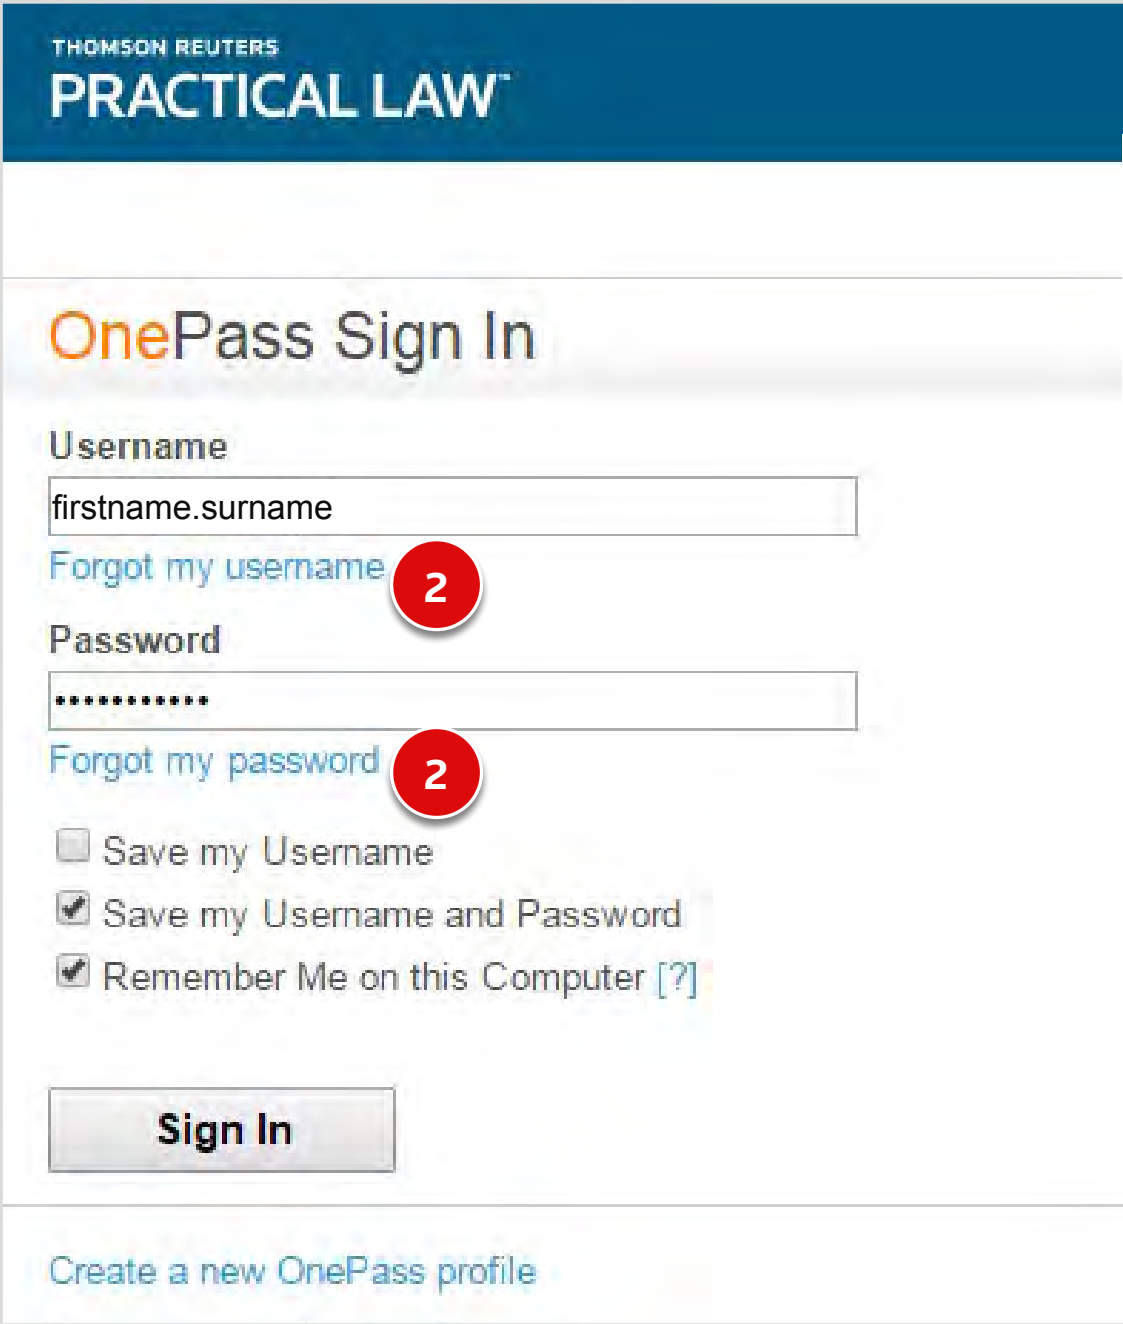 THOMSON REUTERS
PRACTICAL LAW™
OnePass Sign In
Username
firstname.surname
Forgot my username
2
Password
•••••••••••
Forgot my password
2
Save my Username
Save my Username and Password
Remember Me on this Computer [?]
Sign In
Create a new OnePass profile